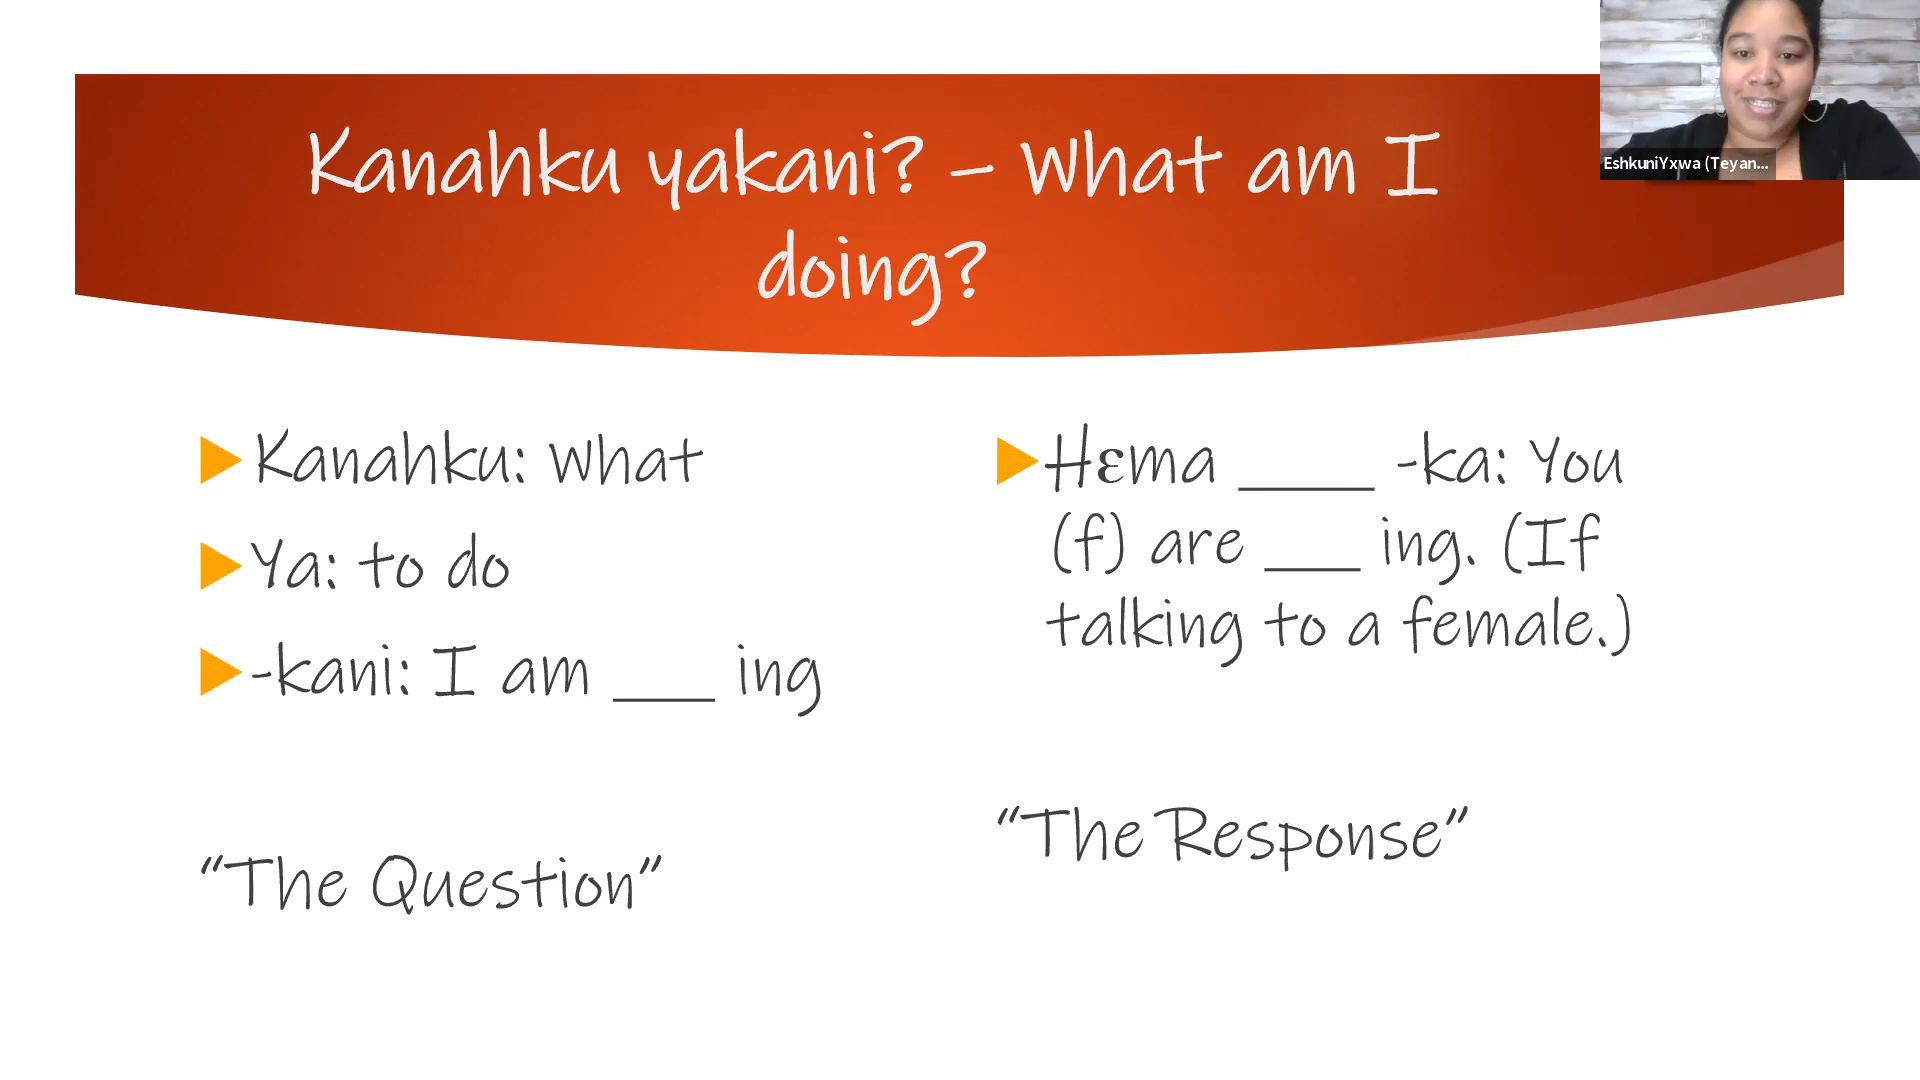 Kanahku yakani? – What am I
doing?
EshkuniYxwa (Teyan...
Kanahku: What
Ya: to do
-kani: I am ___ ing
"The Question"
Hɛma ____ -ka: You
(f) are ___ ing. (If
talking to a female.)
"The Response"